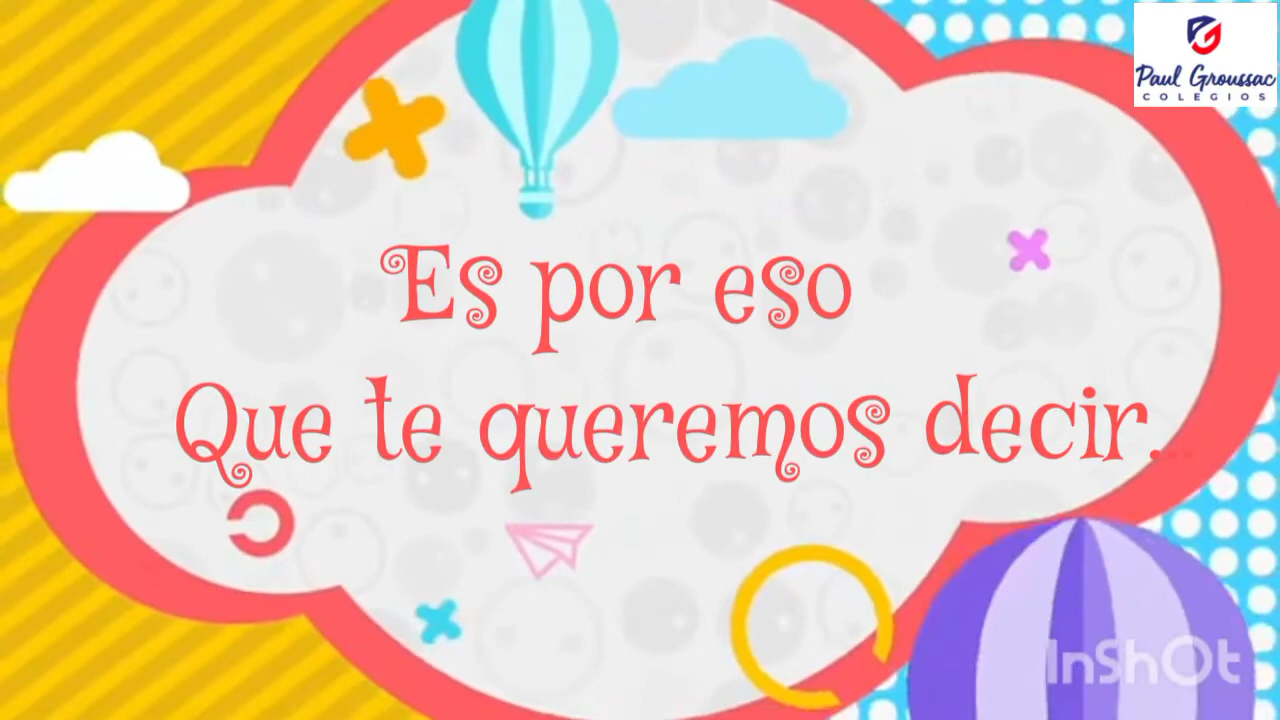 Paul Groussac
COLEGIOS
Es por eso
Que te queremos decir...
InShOt